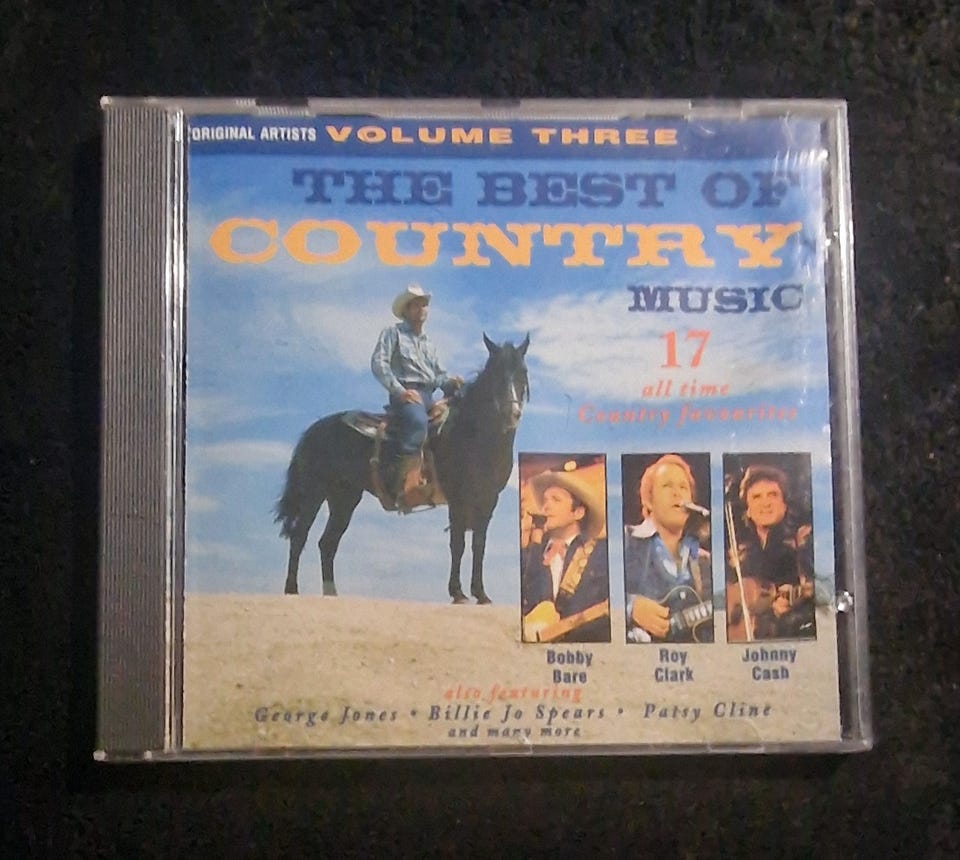 ORIGINAL ARTISTS VOLUME THREE
THE BEST OF
COUNTRY
MUSIC
17
all time
Country favourites
Bobby Bare
Roy Clark
Johnny Cash
also featuring
George Jones • Billie Jo Spears • Patsy Cline
and many more